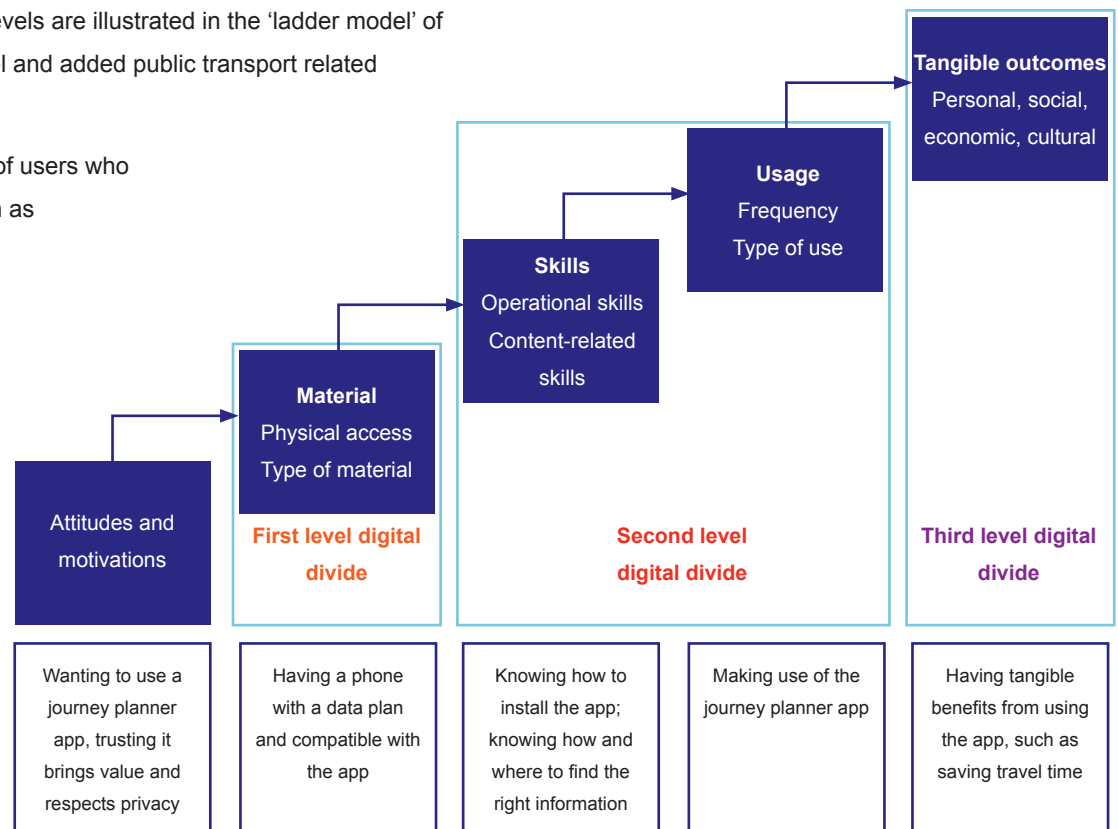 evels are illustrated in the ‘ladder model’ of
el and added public transport related
of users who
n as
Tangible outcomes
Personal, social,
economic, cultural
Usage
Frequency
Type of use
Skills
Operational skills
Content-related
skills
Material
Physical access
Type of material
Attitudes and
motivations
First level digital
divide
Second level
digital divide
Third level digital
divide
Wanting to use a
journey planner
app, trusting it
brings value and
respects privacy
Having a phone
with a data plan
and compatible with
the app
Knowing how to
install the app;
knowing how and
where to find the
right information
Making use of the
journey planner app
Having tangible
benefits from using
the app, such as
saving travel time